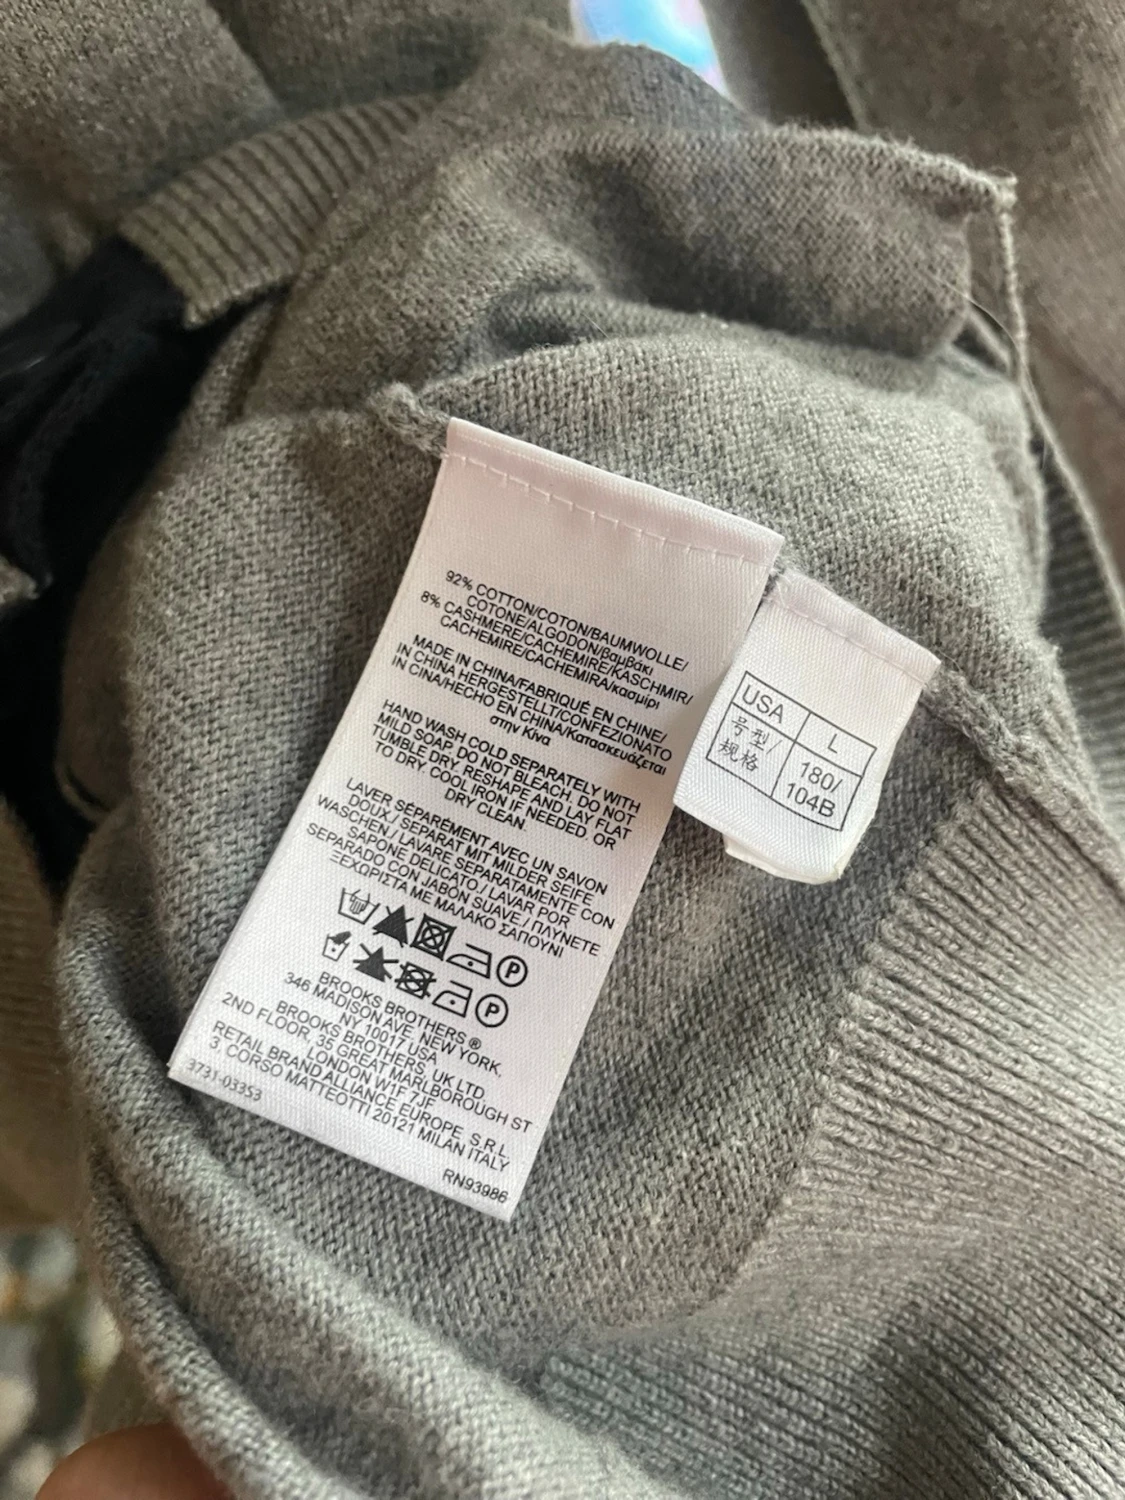 92% COTTON/COTON/BAUMWOLLE/
COTONE/ALGODON/βαμβάκι
8% CASHMERE/CACHEMIRE/KASCHMIR/
CACHEMIRE/CACHEMIRA/κασμίρι
MADE IN CHINA/FABRIQUÉ EN CHINE/
IN CHINA HERGESTELLT/CONFEZIONATO
IN CINA/HECHO EN CHINA/Κατασκευάζεται
στην Κίνα
HAND WASH COLD SEPARATELY WITH
MILD SOAP. DO NOT BLEACH. DO NOT
TUMBLE DRY. RESHAPE AND LAY FLAT
TO DRY. COOL IRON IF NEEDED. OR
DRY CLEAN.
LAVER SÉPARÉMENT AVEC UN SAVON
DOUX / SEPARAT MIT MILDER SEIFE
WASCHEN / LAVARE SEPARATAMENTE CON
SAPONE DELICATO / LAVAR POR
SEPARADO CON JABÓN SUAVE / ΠΛΥΝΕΤΕ
ΞΕΧΩΡΙΣΤΑ ΜΕ ΜΑΛΑΚΟ ΣΑΠΟΥΝΙ
P
P
BROOKS BROTHERS ®
346 MADISON AVE, NEW YORK,
NY 10017 USA
BROOKS BROTHERS, UK LTD
2ND FLOOR, 35 GREAT MARLBOROUGH ST
LONDON W1F 7JF
RETAIL BRAND ALLIANCE EUROPE, S.R.L.
3, CORSO MATTEOTTI 20121 MILAN ITALY
3731-03353
RN93986
USA L
号型/
规格
180/
104B